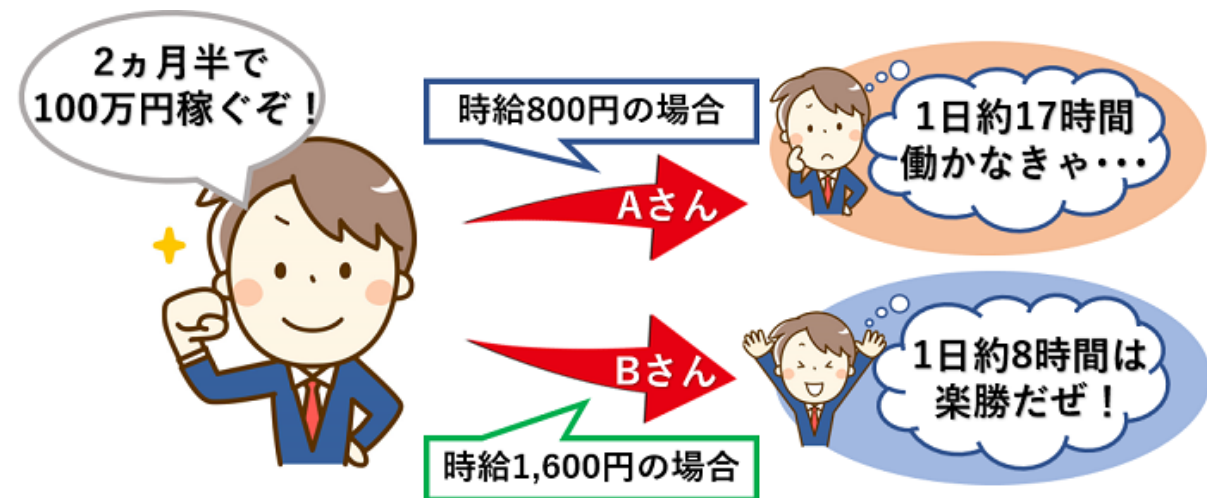 2ヵ月半で
100万円稼ぐぞ！
時給800円の場合
Aさん
1日約17時間
働かなきゃ･･･
Bさん
時給1,600円の場合
1日約8時間は
楽勝だぜ！